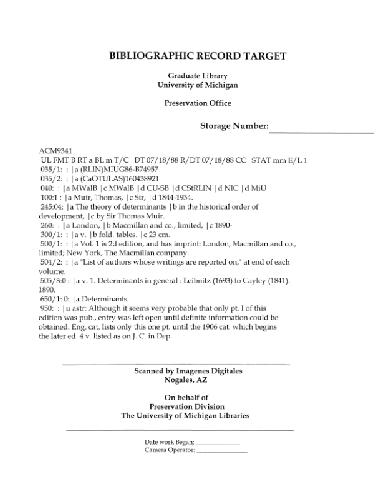 BIBLIOGRAPHIC RECORD TARGET
Graduate Library
University of Michigan
Preservation Office
Storage Number:
ACM9341
UL FMT B RT a BL m T/C DT 07/18/88 R/DT 07/18/88 CC STAT mm E/L 1
035/1: : |a (RLIN)MIUG86-B74957
035/2: : |a (CaOTULAS)160438921
040: : |a MWalB |c MWalB |d CU-SB |d CStRLIN |d NIC |d MiU
100:1 : |a Muir, Thomas, |c Sir, |d 1844-1934.
245:04: |a The theory of determinants |b in the historical order of
development, |c by Sir Thomas Muir.
260: : |a London, |b Macmillan and co., limited, |c 1890-
300/1: : |a v. |b fold. tables. |c 23 cm.
500/1: : |a Vol. 1 is 2d edition, and has imprint: London, Macmillan and co.,
limited; New York, The Macmillan company.
504/2: : |a "List of authors whose writings are reported on," at end of each
volume.
505/3:0 : |a v. 1. Determinants in general : Leibnitz (1693) to Cayley (1841).
1890.
650/1: 0: |a Determinants
950: : |u astr: Although it seems very probable that only pt. I of this
edition was pub., entry was left open until definite information could be
obtained. Eng. cat. lists only this one pt. until the 1906 cat. which begins
the later ed. 4 v. listed as on J. C. in Dep
Scanned by Imagenes Digitales
Nogales, AZ
On behalf of
Preservation Division
The University of Michigan Libraries
Date work Began:
Camera Operator: